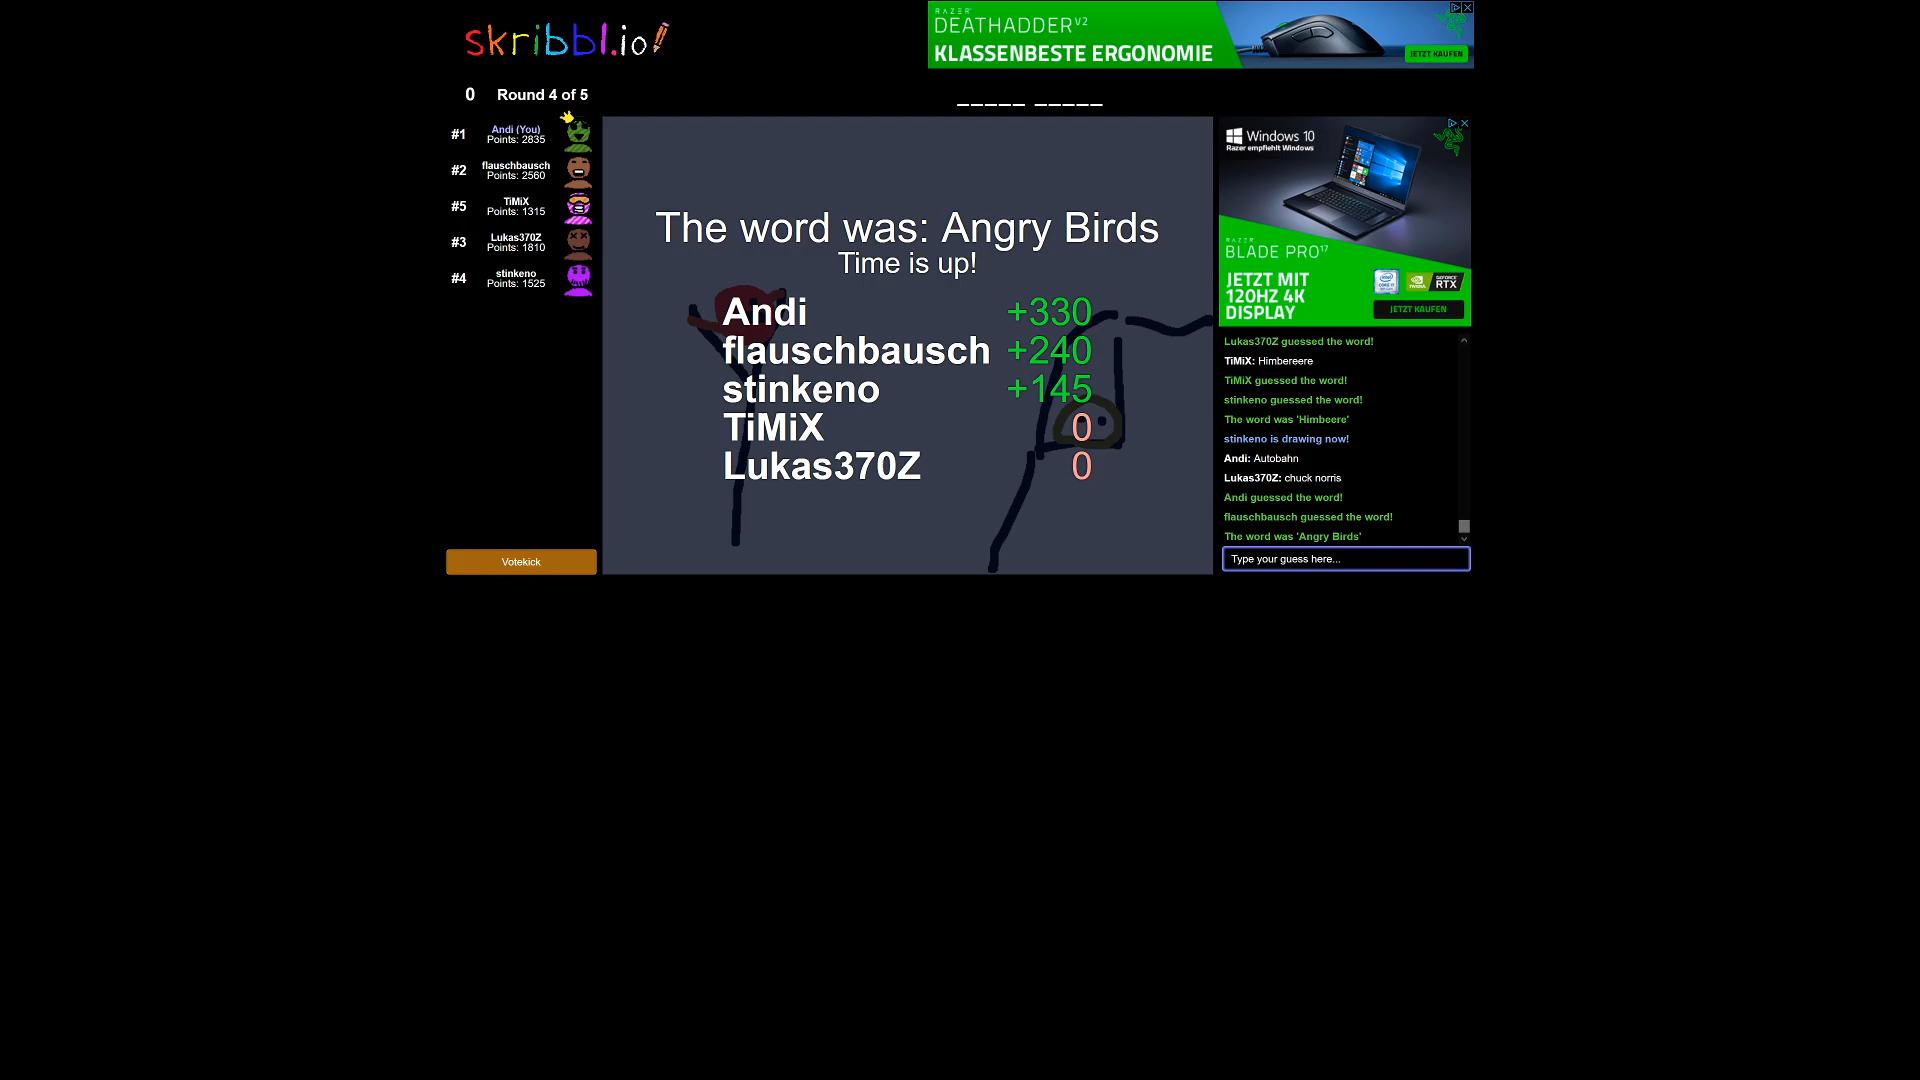 skribbl.io
RAZER
DEATHADDER V2
KLASSENBESTE ERGONOMIE
JETZT KAUFEN
0 Round 4 of 5
_____ _____
#1 Andi (You)
Points: 2835
#2 flauschbausch
Points: 2560
#5 TiMiX
Points: 1315
#3 Lukas370Z
Points: 1810
#4 stinkeno
Points: 1525
Votekick
The word was: Angry Birds
Time is up!
Andi +330
flauschbausch +240
stinkeno +145
TiMiX 0
Lukas370Z 0
Windows 10
Razer empfiehlt Windows
RAZER
BLADE PRO 17
JETZT MIT
120HZ 4K
DISPLAY
GEFORCE
RTX
JETZT KAUFEN
Lukas370Z guessed the word!
TiMiX: Himbereere
TiMiX guessed the word!
stinkeno guessed the word!
The word was 'Himbeere'
stinkeno is drawing now!
Andi: Autobahn
Lukas370Z: chuck norris
Andi guessed the word!
flauschbausch guessed the word!
The word was 'Angry Birds'
Type your guess here...